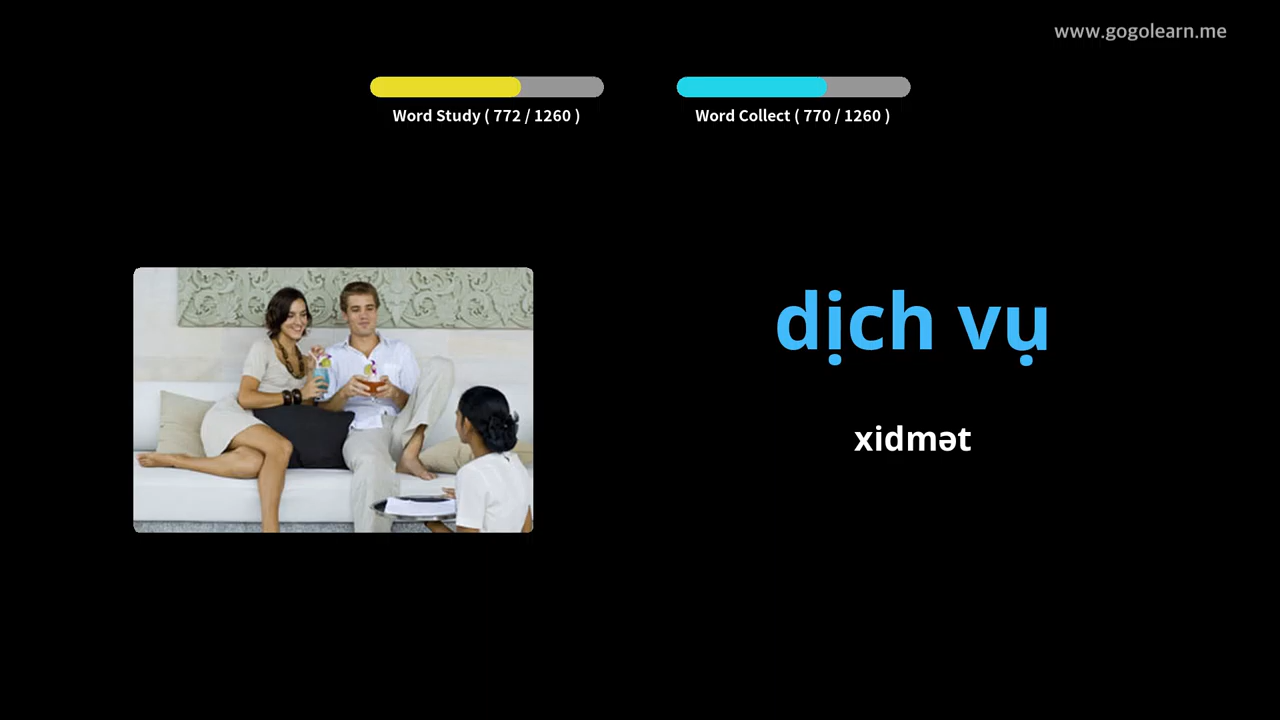 www.gogolearn.me
Word Study ( 772 / 1260 )
Word Collect ( 770 / 1260 )
dịch vụ
xidmət